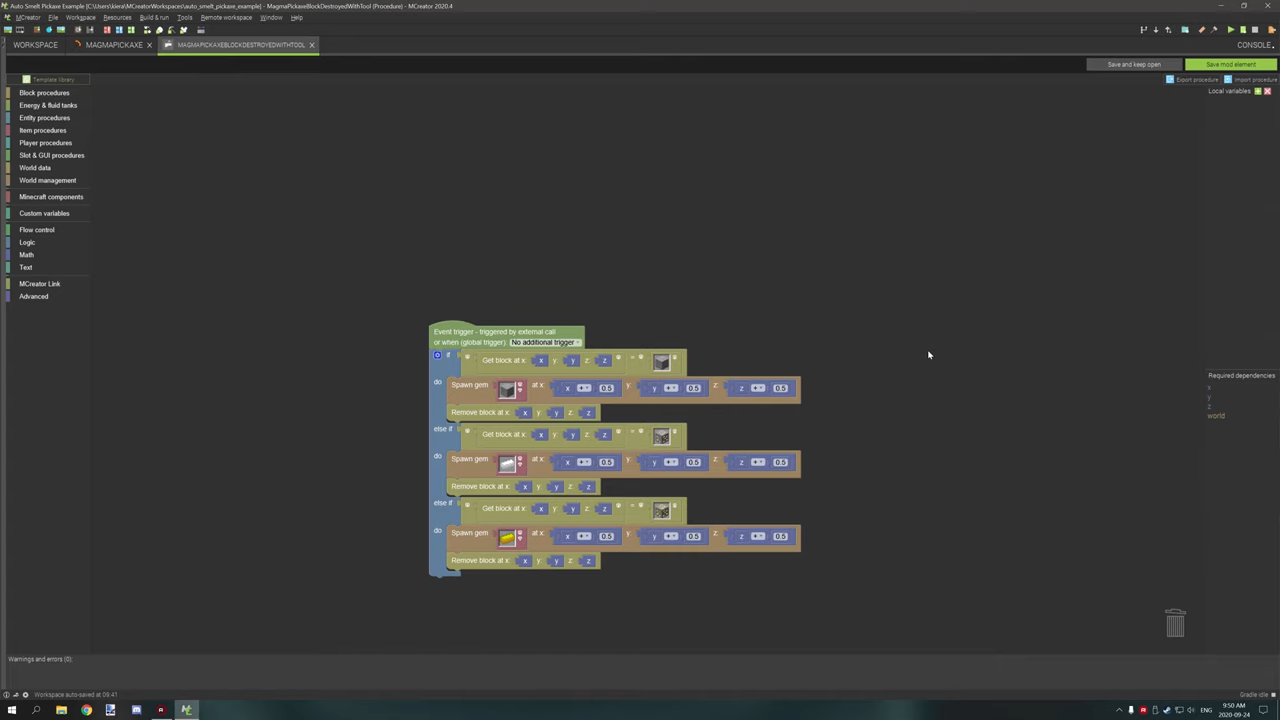 Auto Smelt Pickaxe Example [C:\Users\kiera\MCreatorWorkspaces\auto_smelt_pickaxe_example] - MagmaPickaxeBlockDestroyedWithTool (Procedure) - MCreator 2020.4
MCreator File Workspace Resources Build & run Tools Remote workspace Window Help
WORKSPACE MAGMAPICKAXE MAGMAPICKAXEBLOCKDESTROYEDWITHTOOL CONSOLE
Save and keep open Save mod element
Template library Export procedure Import procedure
Block procedures
Local variables
Energy & fluid tanks
Entity procedures
Item procedures
Player procedures
Slot & GUI procedures
World data
World management
Minecraft components
Custom variables
Flow control
Logic
Math
Text
MCreator Link
Advanced
Event trigger - triggered by external call
or when (global trigger): No additional trigger
if Get block at x: x y: y z: z =
do Spawn gem at x: x + 0.5 y: y + 0.5 z: z + 0.5
Remove block at x: x y: y z: z
else if Get block at x: x y: y z: z =
do Spawn gem at x: x + 0.5 y: y + 0.5 z: z + 0.5
Remove block at x: x y: y z: z
else if Get block at x: x y: y z: z =
do Spawn gem at x: x + 0.5 y: y + 0.5 z: z + 0.5
Remove block at x: x y: y z: z
Required dependencies
x
y
z
world
Warnings and errors (0):
Workspace auto-saved at 09:41 Gradle idle
ENG 9:50 AM
2020-09-24